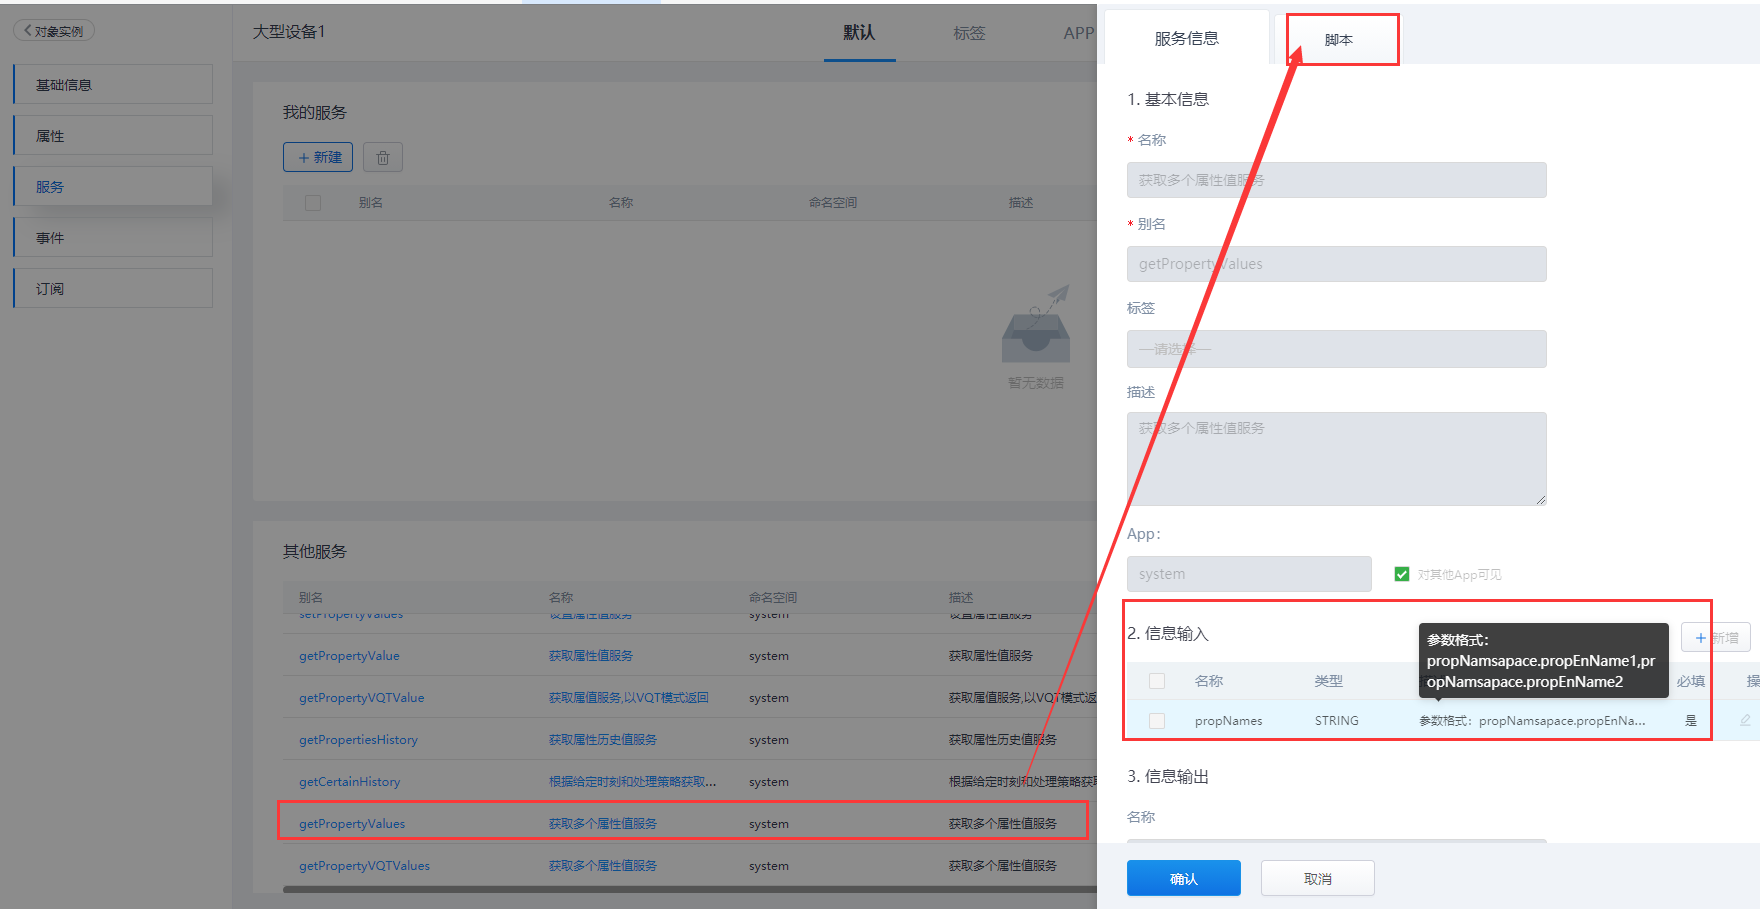 对象实例
基础信息
属性
服务
事件
订阅
大型设备1
默认
标签
APP
我的服务
新建
别名 名称 命名空间 描述
暂无数据
其他服务
别名 名称 命名空间 描述
setPropertyValues 设置属性值服务 system 设置属性值服务
getPropertyValue 获取属性值服务 system 获取属性值服务
getPropertyVQTValue 获取属值服务,以VQT模式返回 system 获取属值服务,以VQT模式返
getPropertiesHistory 获取属性历史值服务 system 获取属性历史值服务
getCertainHistory 根据给定时刻和处理策略获取... system 根据给定时刻和处理策略获
getPropertyValues 获取多个属性值服务 system 获取多个属性值服务
getPropertyVQTValues 获取多个属性值服务 system 获取多个属性值服务
服务信息
脚本
1. 基本信息
* 名称
获取多个属性值服务
* 别名
getPropertyValues
标签
—请选择—
描述
获取多个属性值服务
App:
system
对其他App可见
2. 信息输入
新增
参数格式:
propNamsapace.propEnName1,pr
opNamsapace.propEnName2
名称 类型 必填 操
propNames STRING 参数格式: propNamsapace.propEnNa... 是
3. 信息输出
名称
确认
取消